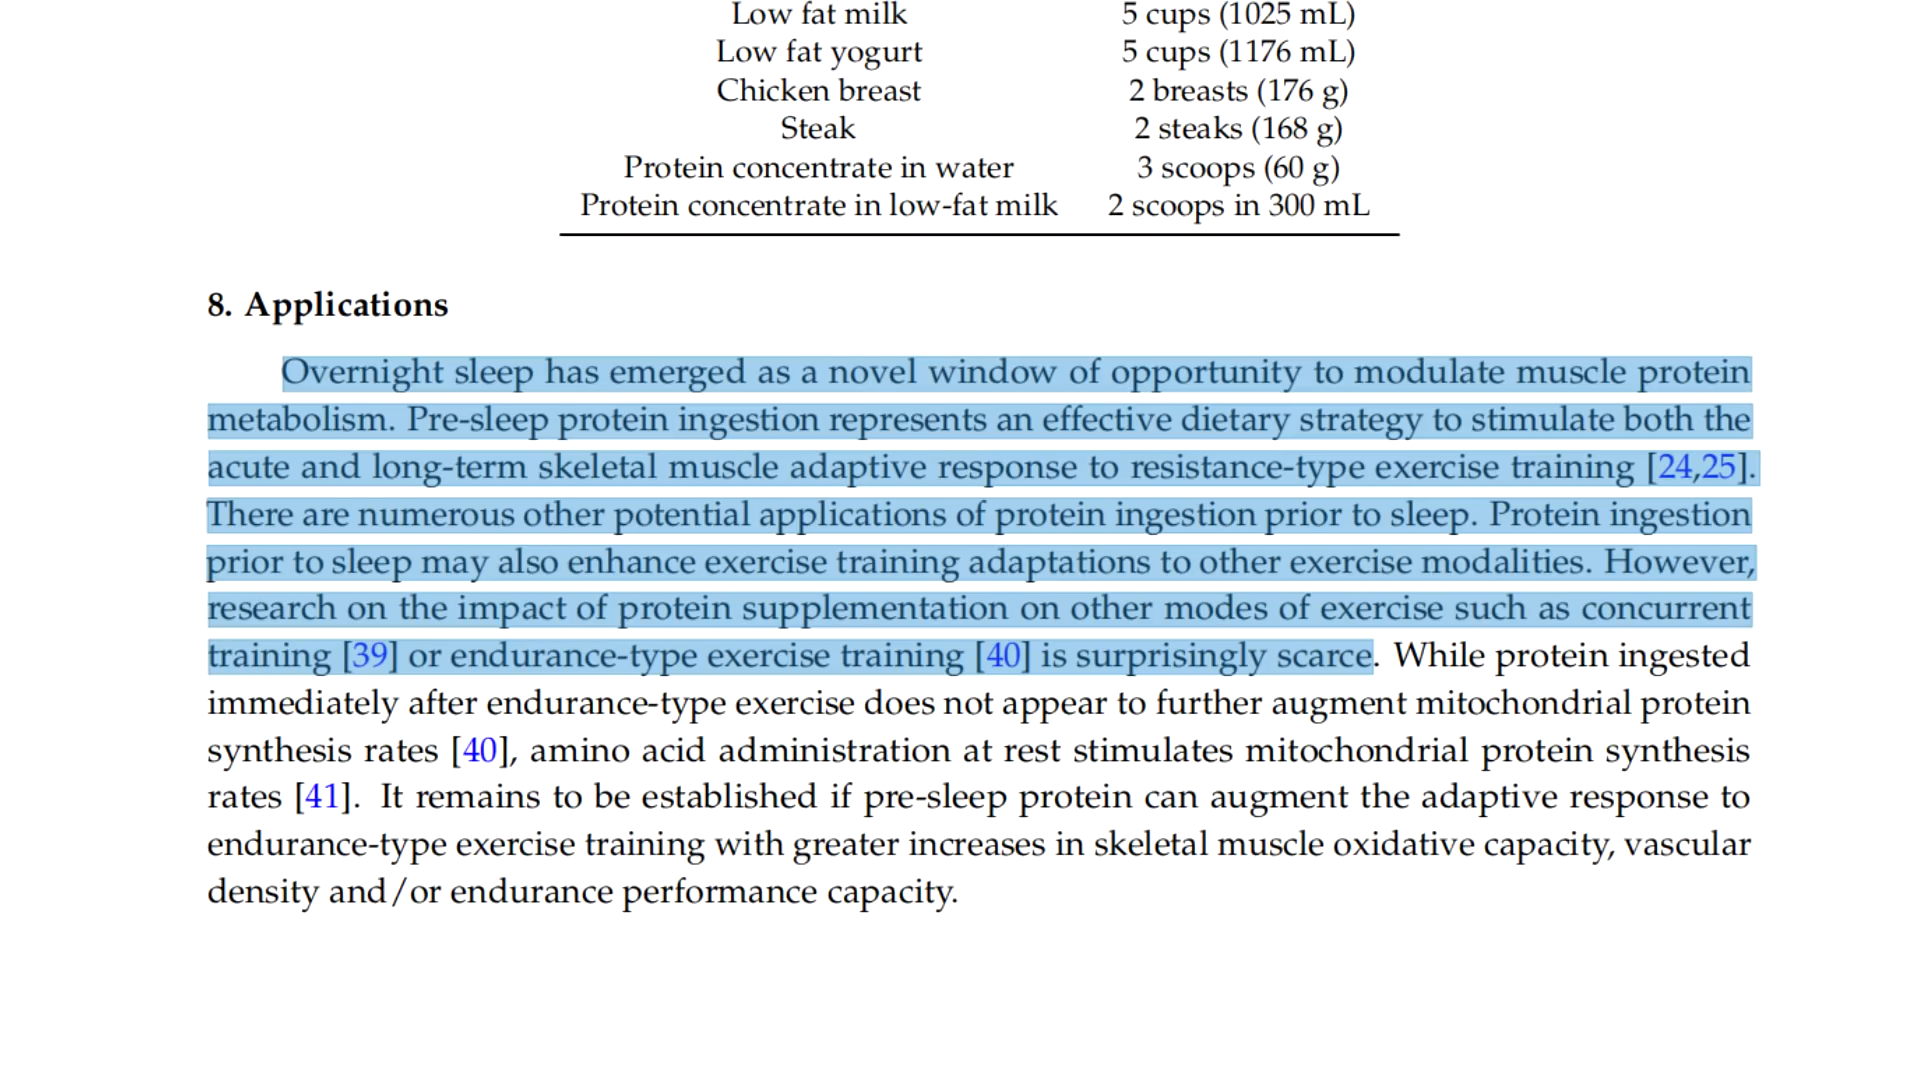 Low fat milk 5 cups (1025 mL)
Low fat yogurt 5 cups (1176 mL)
Chicken breast 2 breasts (176 g)
Steak 2 steaks (168 g)
Protein concentrate in water 3 scoops (60 g)
Protein concentrate in low-fat milk 2 scoops in 300 mL
8. Applications
Overnight sleep has emerged as a novel window of opportunity to modulate muscle protein
metabolism. Pre-sleep protein ingestion represents an effective dietary strategy to stimulate both the
acute and long-term skeletal muscle adaptive response to resistance-type exercise training [24,25].
There are numerous other potential applications of protein ingestion prior to sleep. Protein ingestion
prior to sleep may also enhance exercise training adaptations to other exercise modalities. However,
research on the impact of protein supplementation on other modes of exercise such as concurrent
training [39] or endurance-type exercise training [40] is surprisingly scarce. While protein ingested
immediately after endurance-type exercise does not appear to further augment mitochondrial protein
synthesis rates [40], amino acid administration at rest stimulates mitochondrial protein synthesis
rates [41]. It remains to be established if pre-sleep protein can augment the adaptive response to
endurance-type exercise training with greater increases in skeletal muscle oxidative capacity, vascular
density and/or endurance performance capacity.